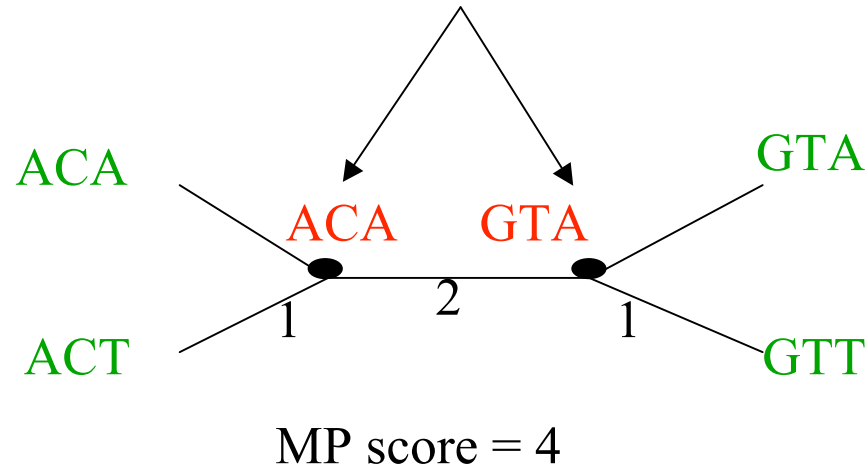 ACA
GTA
ACA
GTA
1
2
1
ACT
GTT
MP score = 4